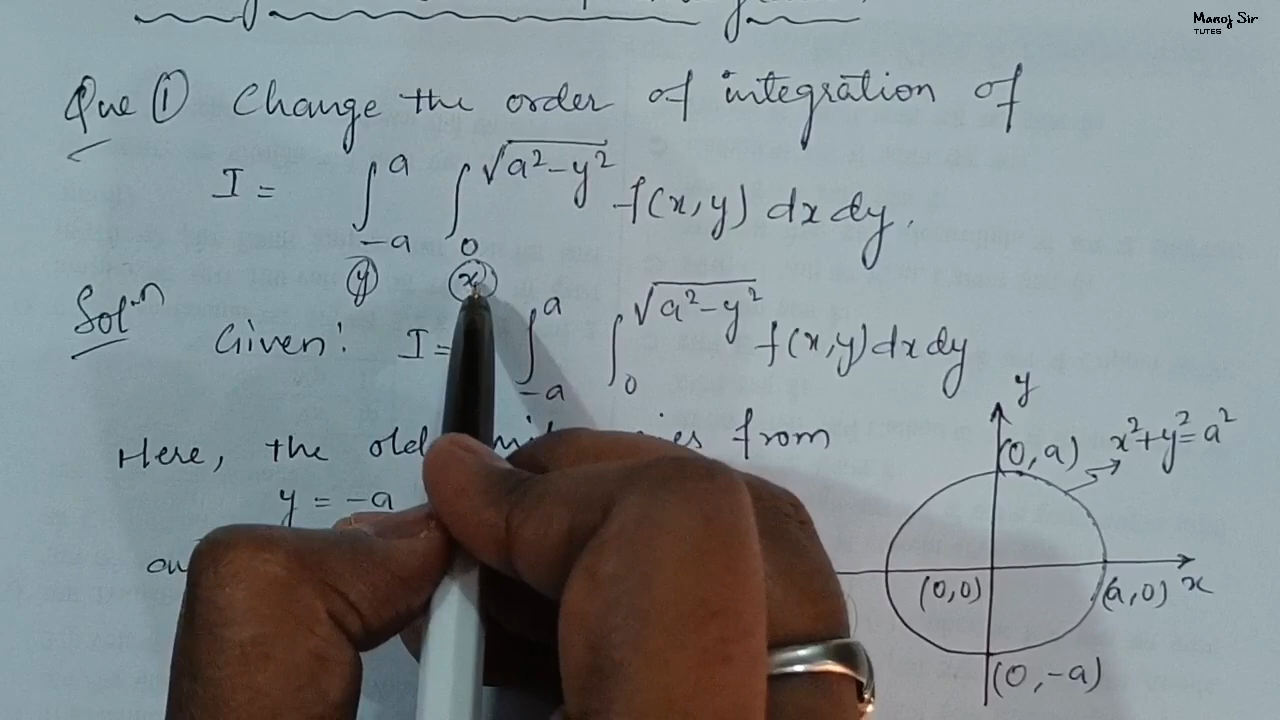 Manoj Sir
TUTES
Que ① Change the order of integration of
I = ∫_{-a}^{a} ∫_{0}^{√(a²-y²)} f(x,y) dx dy.
y x
Solⁿ
Given: I = ∫_{-a}^{a} ∫_{0}^{√(a²-y²)} f(x,y) dx dy
Here, the old from
y = -a
y
(0, a)
x² + y² = a²
(0,0)
(a,0)
x
(0,-a)